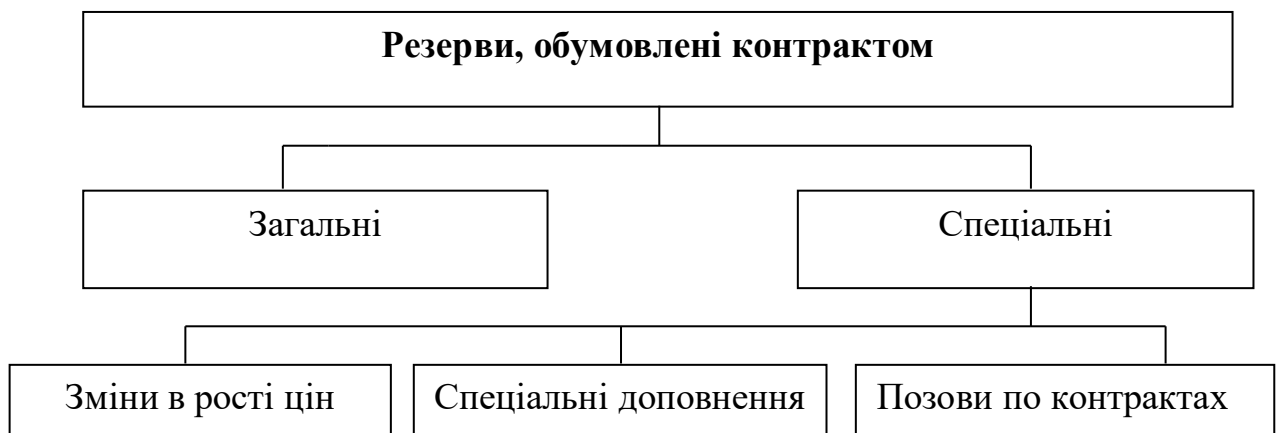 Резерви, обумовлені контрактом
Загальні
Спеціальні
Зміни в рості цін
Спеціальні доповнення
Позови по контрактах